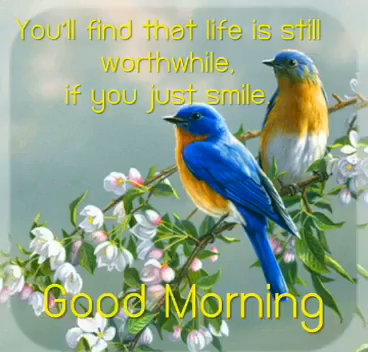 You'll find that life is still
worthwhile,
if you just smile.
Good Morning